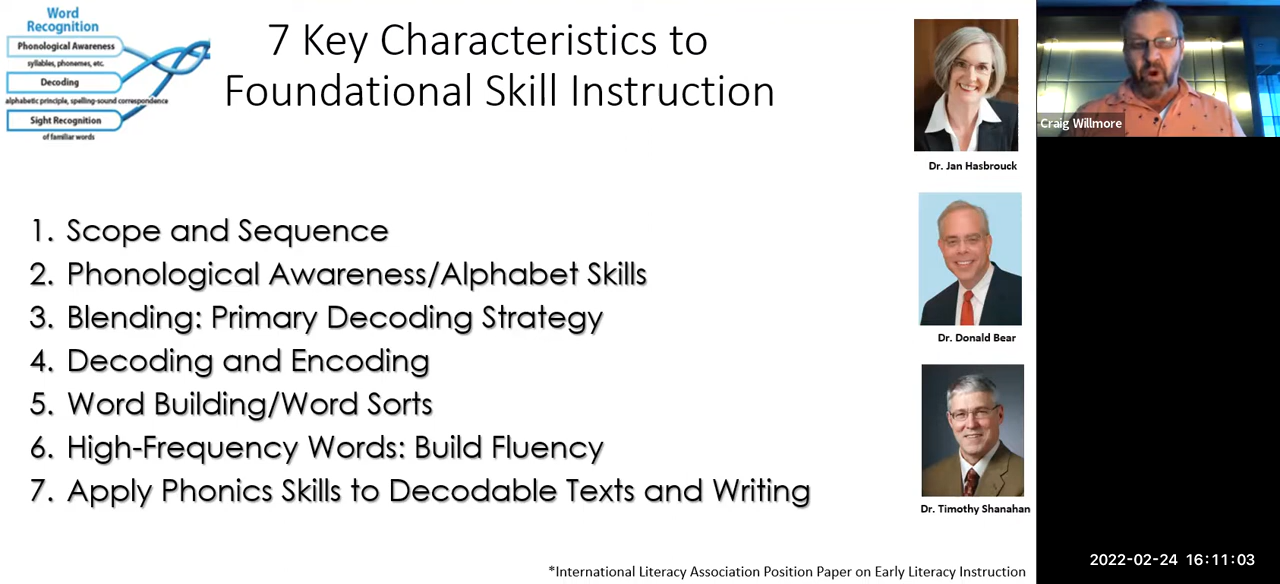 Word
Recognition
Phonological Awareness
syllables, phonemes, etc.
Decoding
alphabetic principle, spelling-sound correspondence
Sight Recognition
of familiar words
7 Key Characteristics to
Foundational Skill Instruction
1. Scope and Sequence
2. Phonological Awareness/Alphabet Skills
3. Blending: Primary Decoding Strategy
4. Decoding and Encoding
5. Word Building/Word Sorts
6. High-Frequency Words: Build Fluency
7. Apply Phonics Skills to Decodable Texts and Writing
Dr. Jan Hasbrouck
Dr. Donald Bear
Dr. Timothy Shanahan
*International Literacy Association Position Paper on Early Literacy Instruction
Craig Willmore
2022-02-24 16:11:03